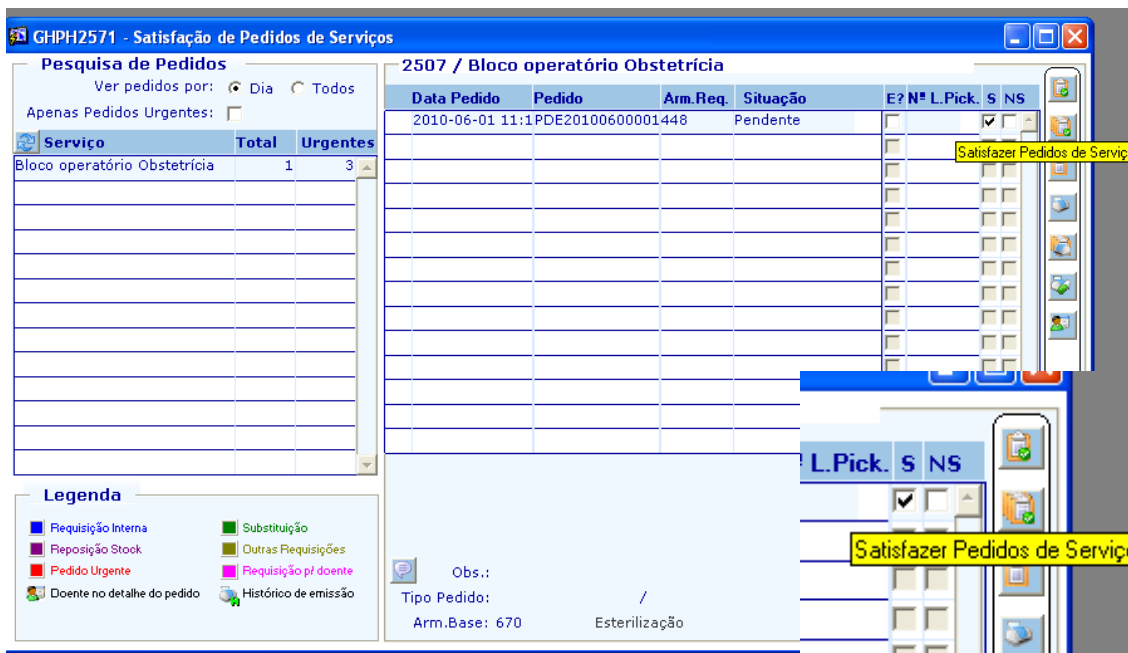 GHPH2571 - Satisfação de Pedidos de Serviços
Pesquisa de Pedidos
Ver pedidos por: Dia Todos
Apenas Pedidos Urgentes:
Serviço Total Urgentes
Bloco operatório Obstetrícia 1 3
2507 / Bloco operatório Obstetrícia
Data Pedido Pedido Arm.Req. Situação E? Nº L.Pick. S NS
2010-06-01 11:1 PDE20100600001 448 Pendente
Satisfazer Pedidos de Serviç
Legenda
Requisição Interna Substituição
Reposição Stock Outras Requisições
Pedido Urgente Requisição p/ doente
Doente no detalhe do pedido Histórico de emissão
Obs.:
Tipo Pedido: /
Arm.Base: 670 Esterilização
L.Pick. S NS
Satisfazer Pedidos de Serviç